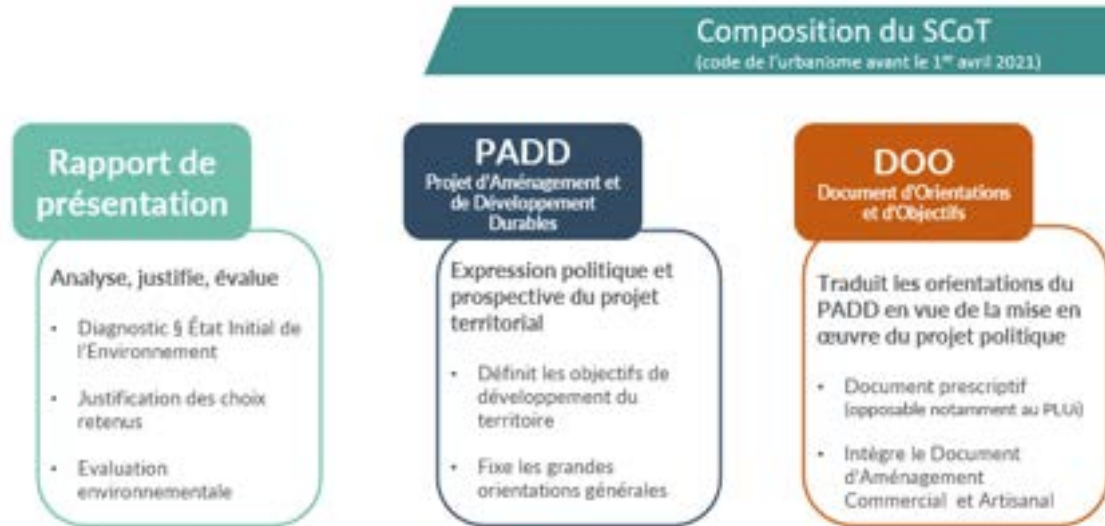 Composition du SCoT
(code de l'urbanisme avant le 1er avril 2021)
Rapport de
présentation
Analyse, justifie, évalue
• Diagnostic § État Initial de
l'Environnement
• Justification des choix
retenus
• Evaluation
environnementale
PADD
Projet d'Aménagement et
de Développement
Durables
Expression politique et
prospective du projet
territorial
• Définit les objectifs de
développement du
territoire
• Fixe les grandes
orientations générales
DOO
Document d'Orientations
et d'Objectifs
Traduit les orientations du
PADD en vue de la mise en
œuvre du projet politique
• Document prescriptif
(opposable notamment au PLUi)
• Intègre le Document
d'Aménagement
Commercial et Artisanal